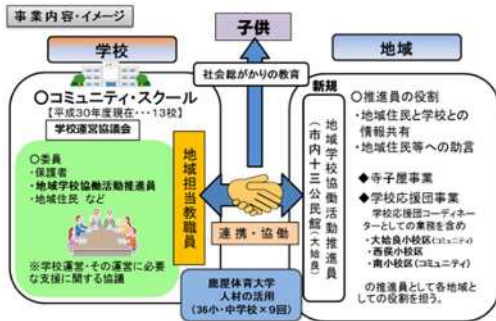 事業内容・イメージ
子供
学校
地域
社会総がかりの教育
〇コミュニティ・スクール
【平成30年度現在・・・13校】
学校運営協議会
〇委員
・保護者
・地域学校協働活動推進員
・地域住民 など
※学校運営・その運営に必要
な支援に関する協議
地域担当教職員
連携・協働
鹿屋体育大学
人材の活用
(36小・中学校×9回)
新規
地域学校協働活動推進員
(市内十三公民館(大姶良)
〇推進員の役割
・地域住民と学校との
情報共有
・地域住民等への助言
◆寺子屋事業
◆学校応援団事業
学校応援団コーディネー
ターとしての業務を含め
・大姶良小校区(コミュニティ)
・西俣小校区
・南小校区(コミュニティ)
の推進員として各地域と
しての役割を担う。